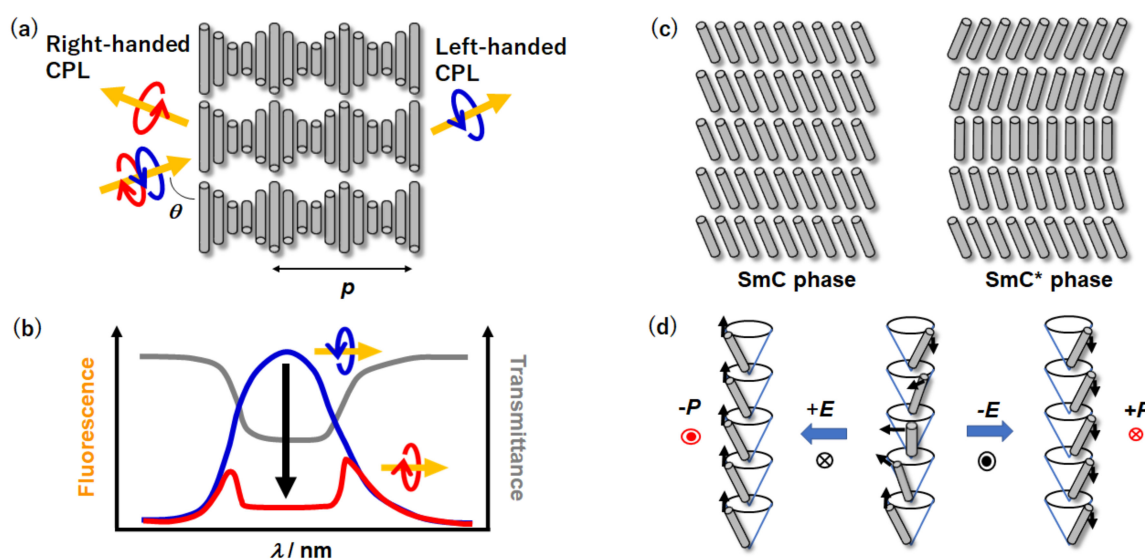 (a)
Right-handed
CPL
Left-handed
CPL
θ
p
(b)
Fluorescence
Transmittance
λ / nm
(c)
SmC phase
SmC* phase
(d)
-P
+E
-E